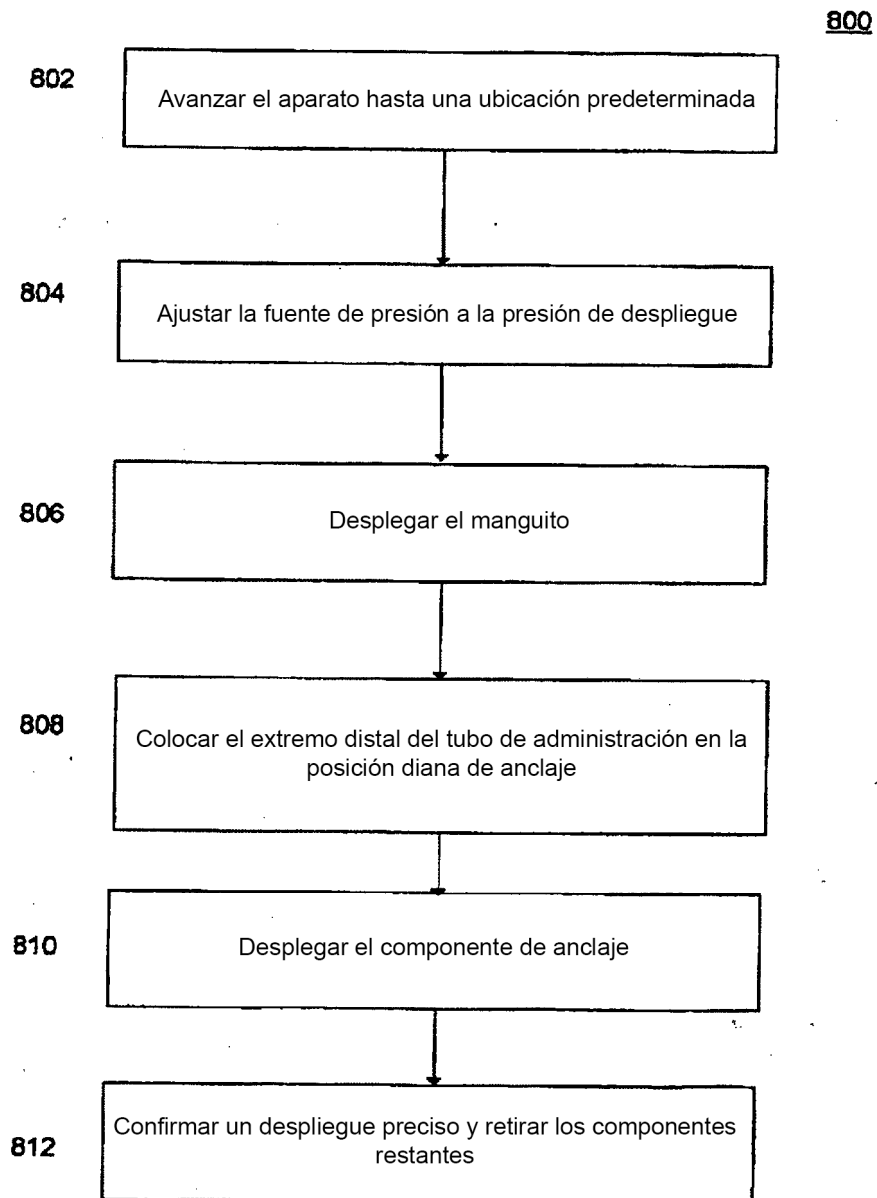 800
802
Avanzar el aparato hasta una ubicación predeterminada
804
Ajustar la fuente de presión a la presión de despliegue
806
Desplegar el manguito
808
Colocar el extremo distal del tubo de administración en la
posición diana de anclaje
810
Desplegar el componente de anclaje
812
Confirmar un despliegue preciso y retirar los componentes
restantes